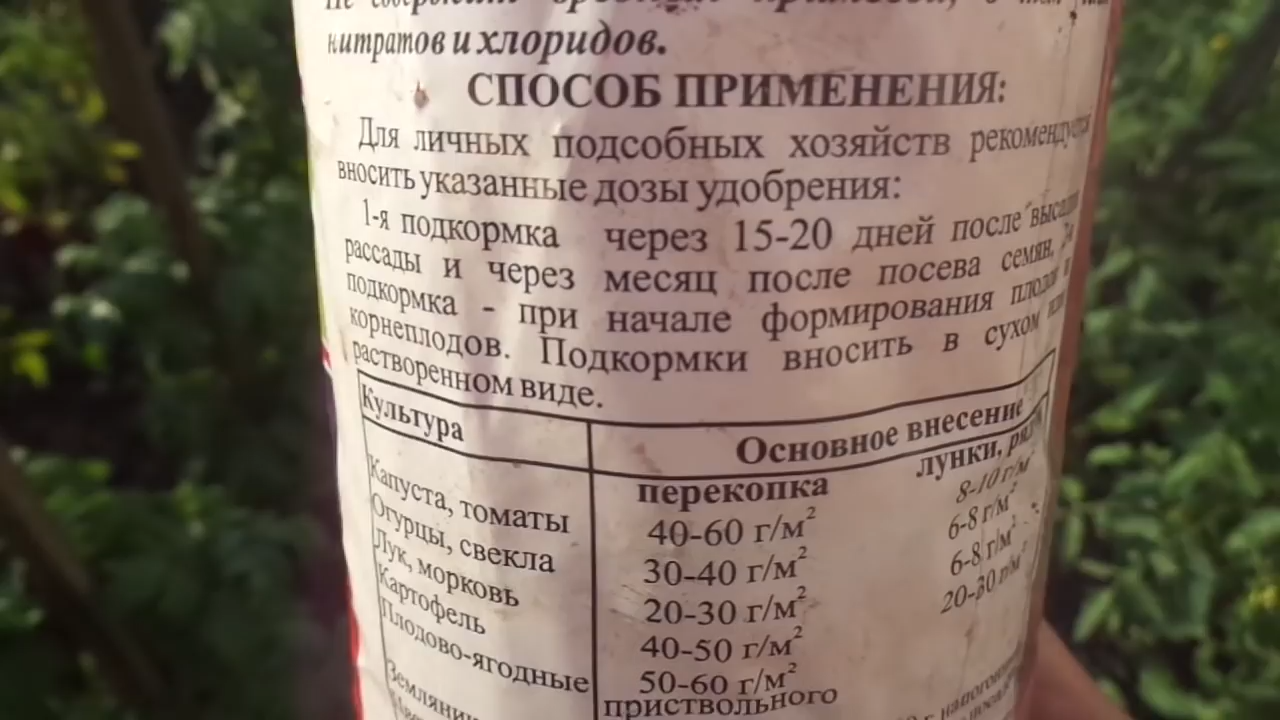 нитратов и хлоридов.
СПОСОБ ПРИМЕНЕНИЯ:
Для личных подсобных хозяйств рекомендуется
вносить указанные дозы удобрения:
1-я подкормка через 15-20 дней после высадки
рассады и через месяц после посева семян,
подкормка - при начале формирования плодов
корнеплодов. Подкормки вносить в сухом или
растворенном виде.
Культура Основное внесение
перекопка лунки,
Капуста, томаты 40-60 г/м² 8-10 г/м²
Огурцы, свекла 30-40 г/м² 6-8 г/м²
Лук, морковь 20-30 г/м² 6-8 г/м²
Картофель 40-50 г/м² 20-30 г/м²
Плодово-ягодные 50-60 г/м²
приствольного